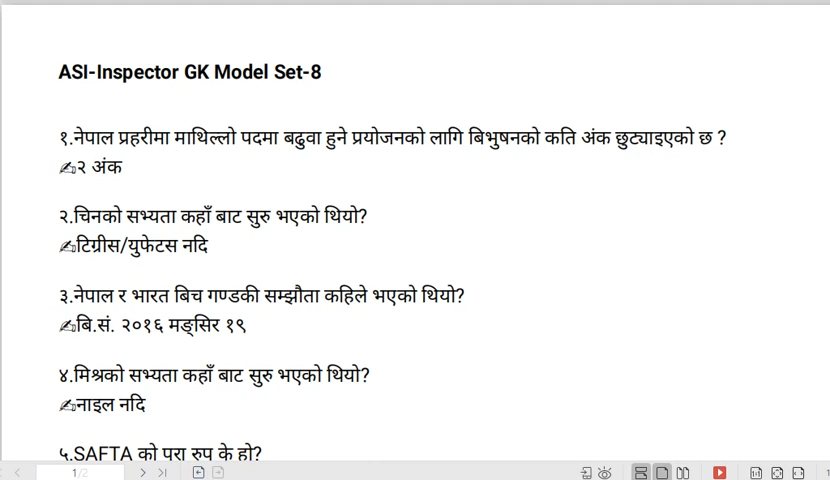 ASI-Inspector GK Model Set-8
१.नेपाल प्रहरीमा माथिल्लो पदमा बढुवा हुने प्रयोजनको लागि बिभुषनको कति अंक छुट्याइएको छ ?
✍२ अंक
२.चिनको सभ्यता कहाँ बाट सुरु भएको थियो?
✍टिग्रीस/युफेटस नदि
३.नेपाल र भारत बिच गण्डकी सम्झौता कहिले भएको थियो?
✍बि.सं. २०१६ मङ्सिर १९
४.मिश्रको सभ्यता कहाँ बाट सुरु भएको थियो?
✍नाइल नदि
५.SAFTA को पुरा रुप के हो?
1/2